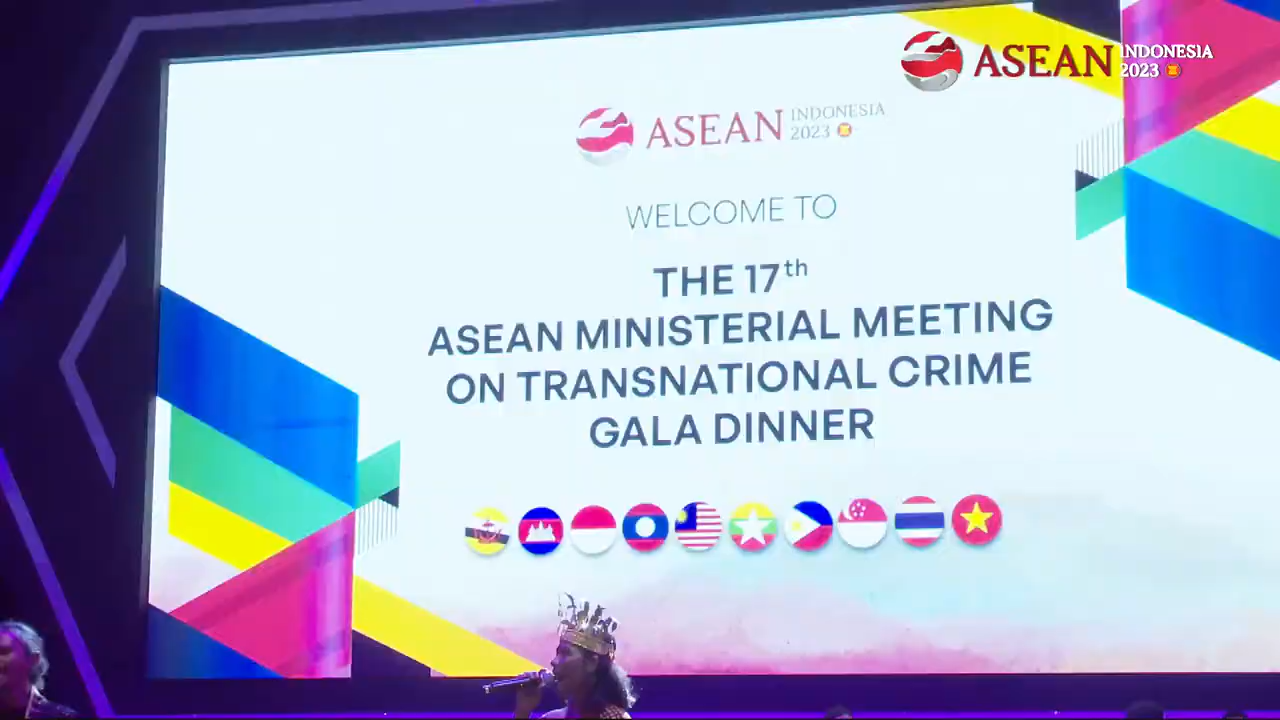 ASEAN INDONESIA
2023
ASEAN INDONESIA
2023
WELCOME TO
THE 17th
ASEAN MINISTERIAL MEETING
ON TRANSNATIONAL CRIME
GALA DINNER